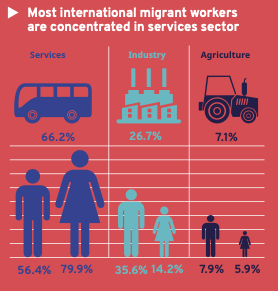 Most international migrant workers
are concentrated in services sector
Services Industry Agriculture
66.2% 26.7% 7.1%
56.4% 79.9% 35.6% 14.2% 7.9% 5.9%